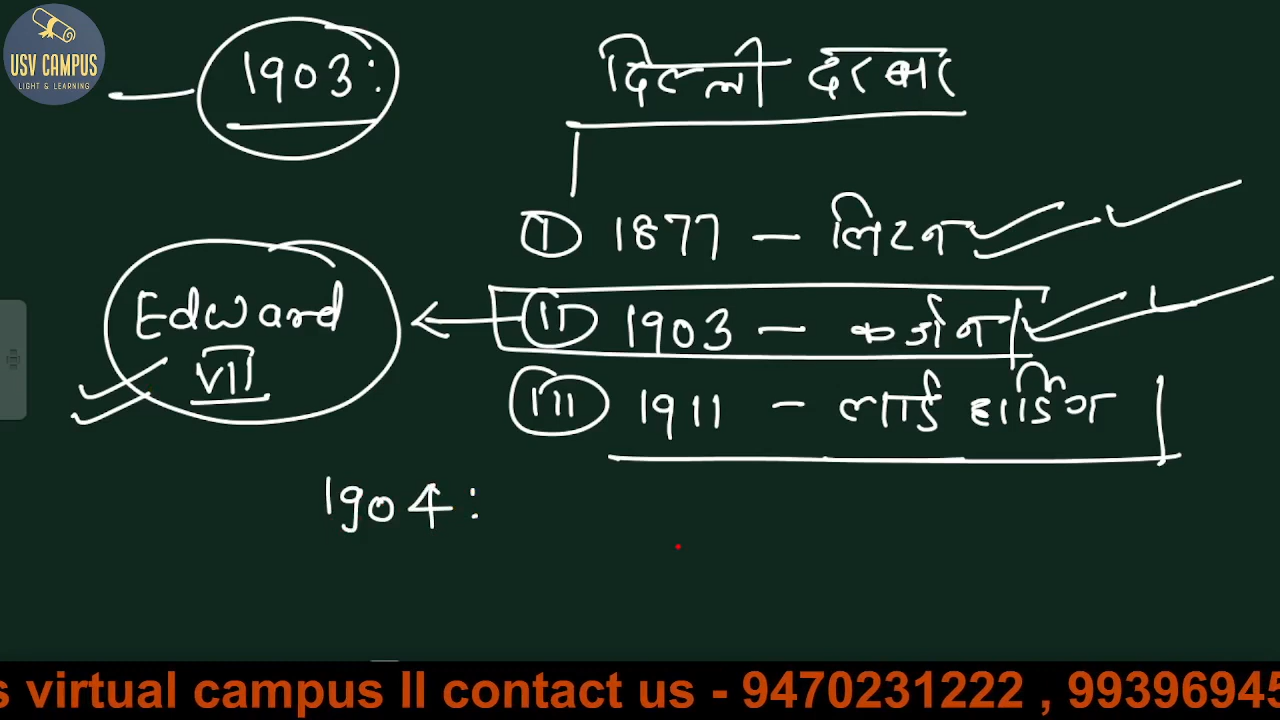 USV CAMPUS
LIGHT & LEARNING
1903: दिल्ली दरबार
I 1877 – लिटन
II 1903 – कर्जन
Edward VII
III 1911 – लार्ड हार्डिंग
1904:
s virtual campus II contact us - 9470231222 , 99396945